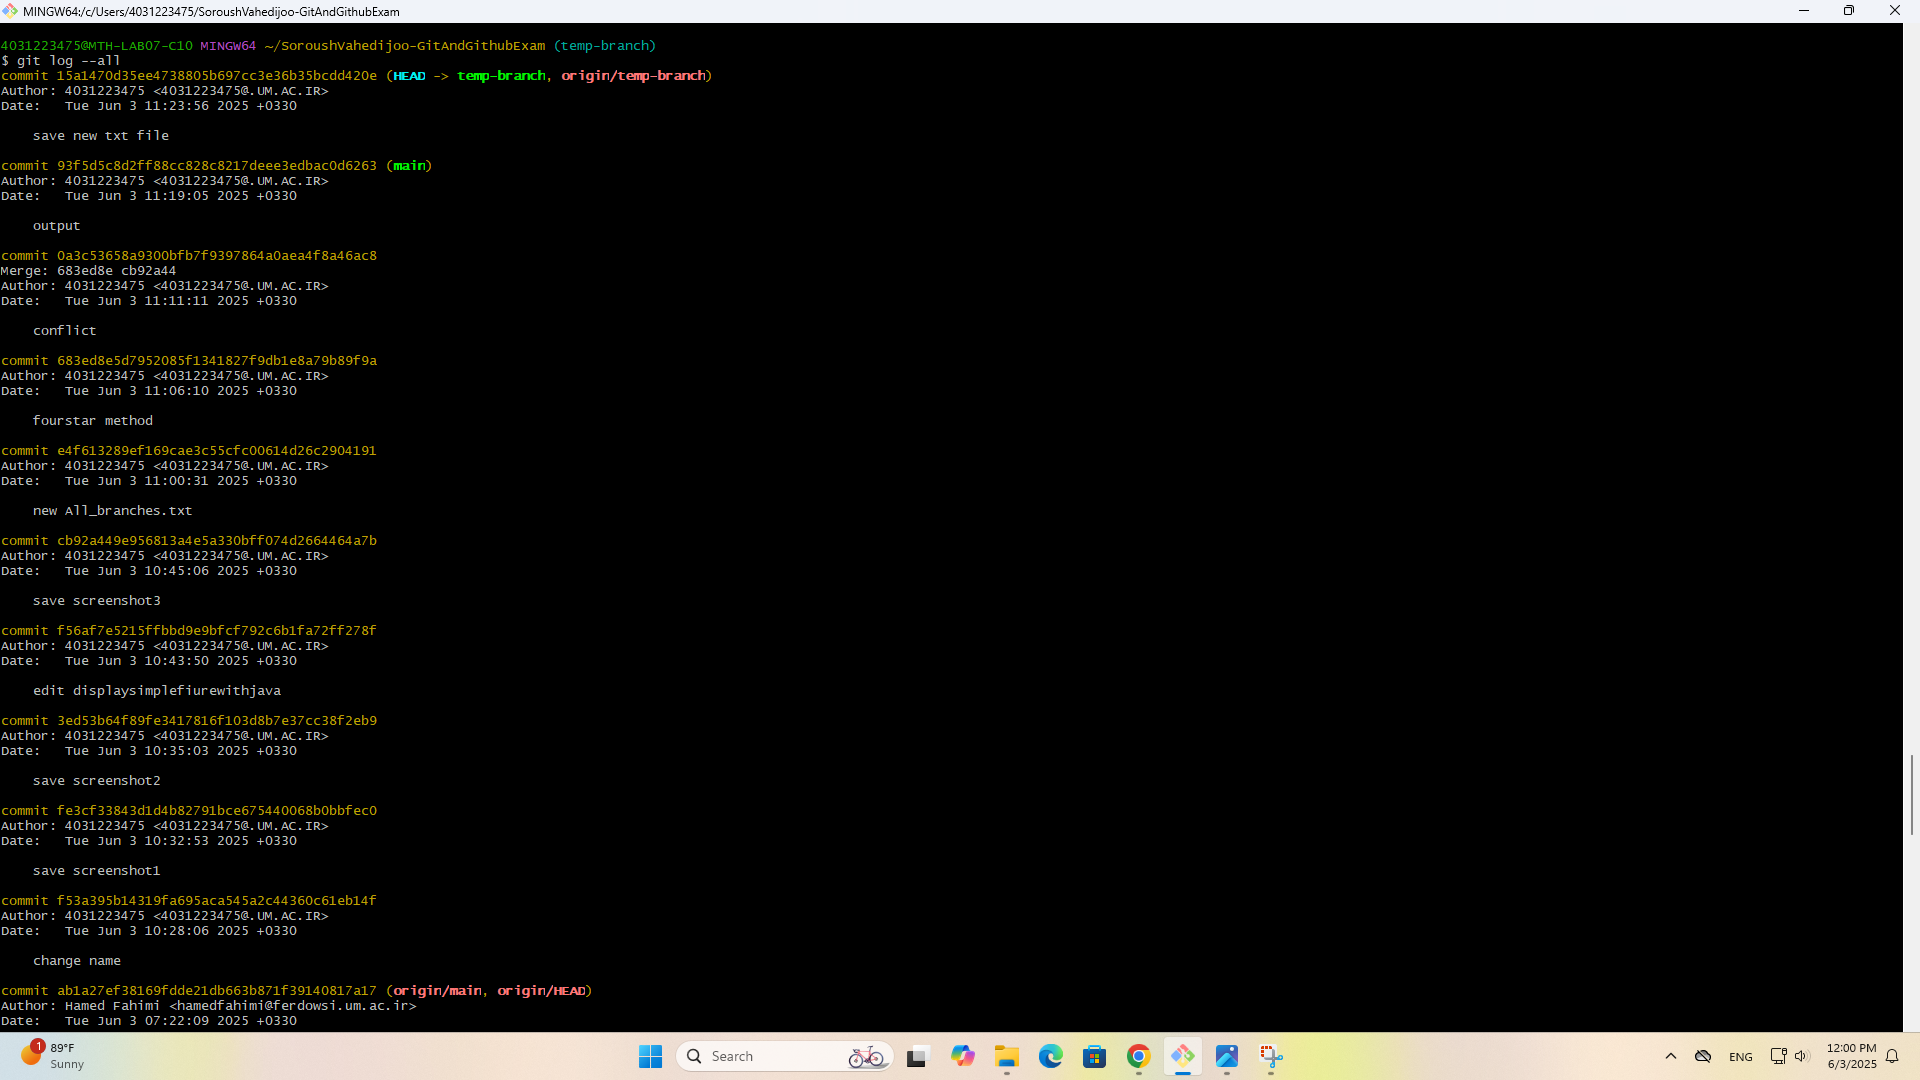 MINGW64:/c/Users/4031223475/SoroushVahedijoo-GitAndGithubExam
4031223475@MTH-LAB07-C10 MINGW64 ~/SoroushVahedijoo-GitAndGithubExam (temp-branch)
$ git log --all
commit 15a1470d35ee4738805b697cc3e36b35bcdd420e (HEAD -> temp-branch, origin/temp-branch)
Author: 4031223475 <4031223475@.UM.AC.IR>
Date:   Tue Jun 3 11:23:56 2025 +0330
save new txt file
commit 93f5d5c8d2ff88cc828c8217deee3edbac0d6263 (main)
Author: 4031223475 <4031223475@.UM.AC.IR>
Date:   Tue Jun 3 11:19:05 2025 +0330
output
commit 0a3c53658a9300bfb7f9397864a0aea4f8a46ac8
Merge: 683ed8e cb92a44
Author: 4031223475 <4031223475@.UM.AC.IR>
Date:   Tue Jun 3 11:11:11 2025 +0330
conflict
commit 683ed8e5d7952085f1341827f9db1e8a79b89f9a
Author: 4031223475 <4031223475@.UM.AC.IR>
Date:   Tue Jun 3 11:06:10 2025 +0330
fourstar method
commit e4f613289ef169cae3c55cfc00614d26c2904191
Author: 4031223475 <4031223475@.UM.AC.IR>
Date:   Tue Jun 3 11:00:31 2025 +0330
new All_branches.txt
commit cb92a449e956813a4e5a330bff074d2664464a7b
Author: 4031223475 <4031223475@.UM.AC.IR>
Date:   Tue Jun 3 10:45:06 2025 +0330
save screenshot3
commit f56af7e5215ffbbd9e9bfcf792c6b1fa72ff278f
Author: 4031223475 <4031223475@.UM.AC.IR>
Date:   Tue Jun 3 10:43:50 2025 +0330
edit displaysimplefiurewithjava
commit 3ed53b64f89fe3417816f103d8b7e37cc38f2eb9
Author: 4031223475 <4031223475@.UM.AC.IR>
Date:   Tue Jun 3 10:35:03 2025 +0330
save screenshot2
commit fe3cf33843d1d4b82791bce675440068b0bbfec0
Author: 4031223475 <4031223475@.UM.AC.IR>
Date:   Tue Jun 3 10:32:53 2025 +0330
save screenshot1
commit f53a395b14319fa695aca545a2c44360c61eb14f
Author: 4031223475 <4031223475@.UM.AC.IR>
Date:   Tue Jun 3 10:28:06 2025 +0330
change name
commit ab1a27ef38169fdde21db663b871f39140817a17 (origin/main, origin/HEAD)
Author: Hamed Fahimi <hamedfahimi@ferdowsi.um.ac.ir>
Date:   Tue Jun 3 07:22:09 2025 +0330
1
89°F
Sunny
Search
ENG
12:00 PM
6/3/2025